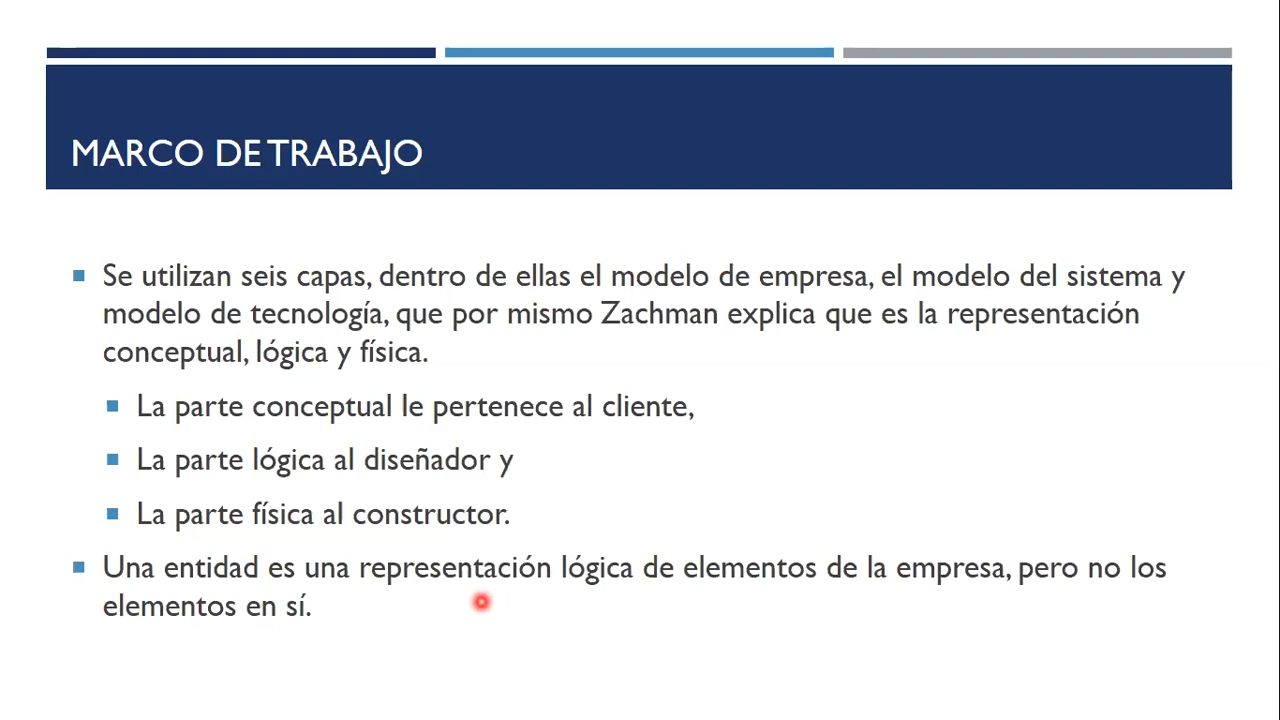 MARCO DE TRABAJO
Se utilizan seis capas, dentro de ellas el modelo de empresa, el modelo del sistema y
modelo de tecnología, que por mismo Zachman explica que es la representación
conceptual, lógica y física.
La parte conceptual le pertenece al cliente,
La parte lógica al diseñador y
La parte física al constructor.
Una entidad es una representación lógica de elementos de la empresa, pero no los
elementos en sí.